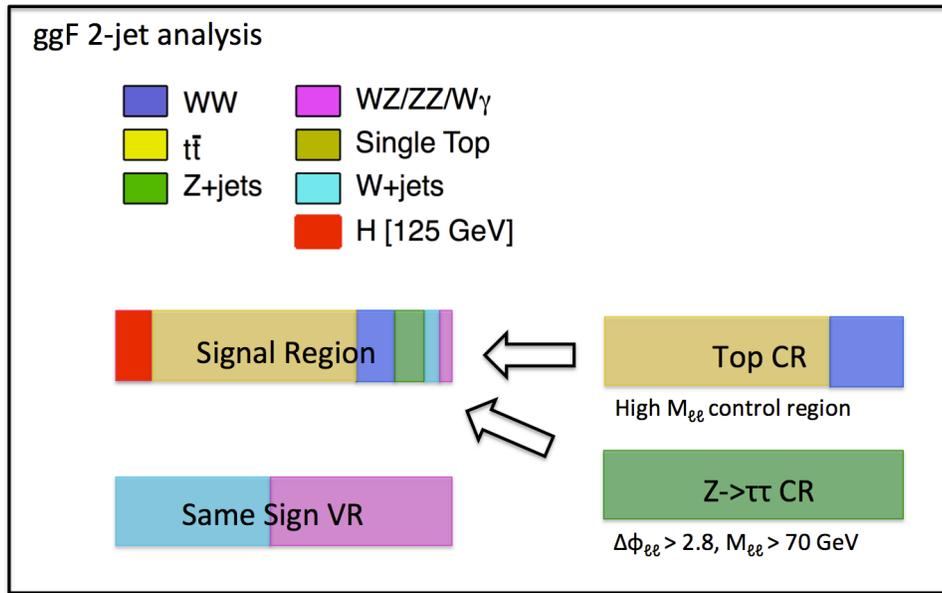 ggF 2-jet analysis
WW
WZ/ZZ/Wγ
tt̄
Single Top
Z+jets
W+jets
H [125 GeV]
Signal Region
Top CR
High Mℓℓ control region
Z->ττ CR
Same Sign VR
Δϕℓℓ > 2.8, Mℓℓ > 70 GeV